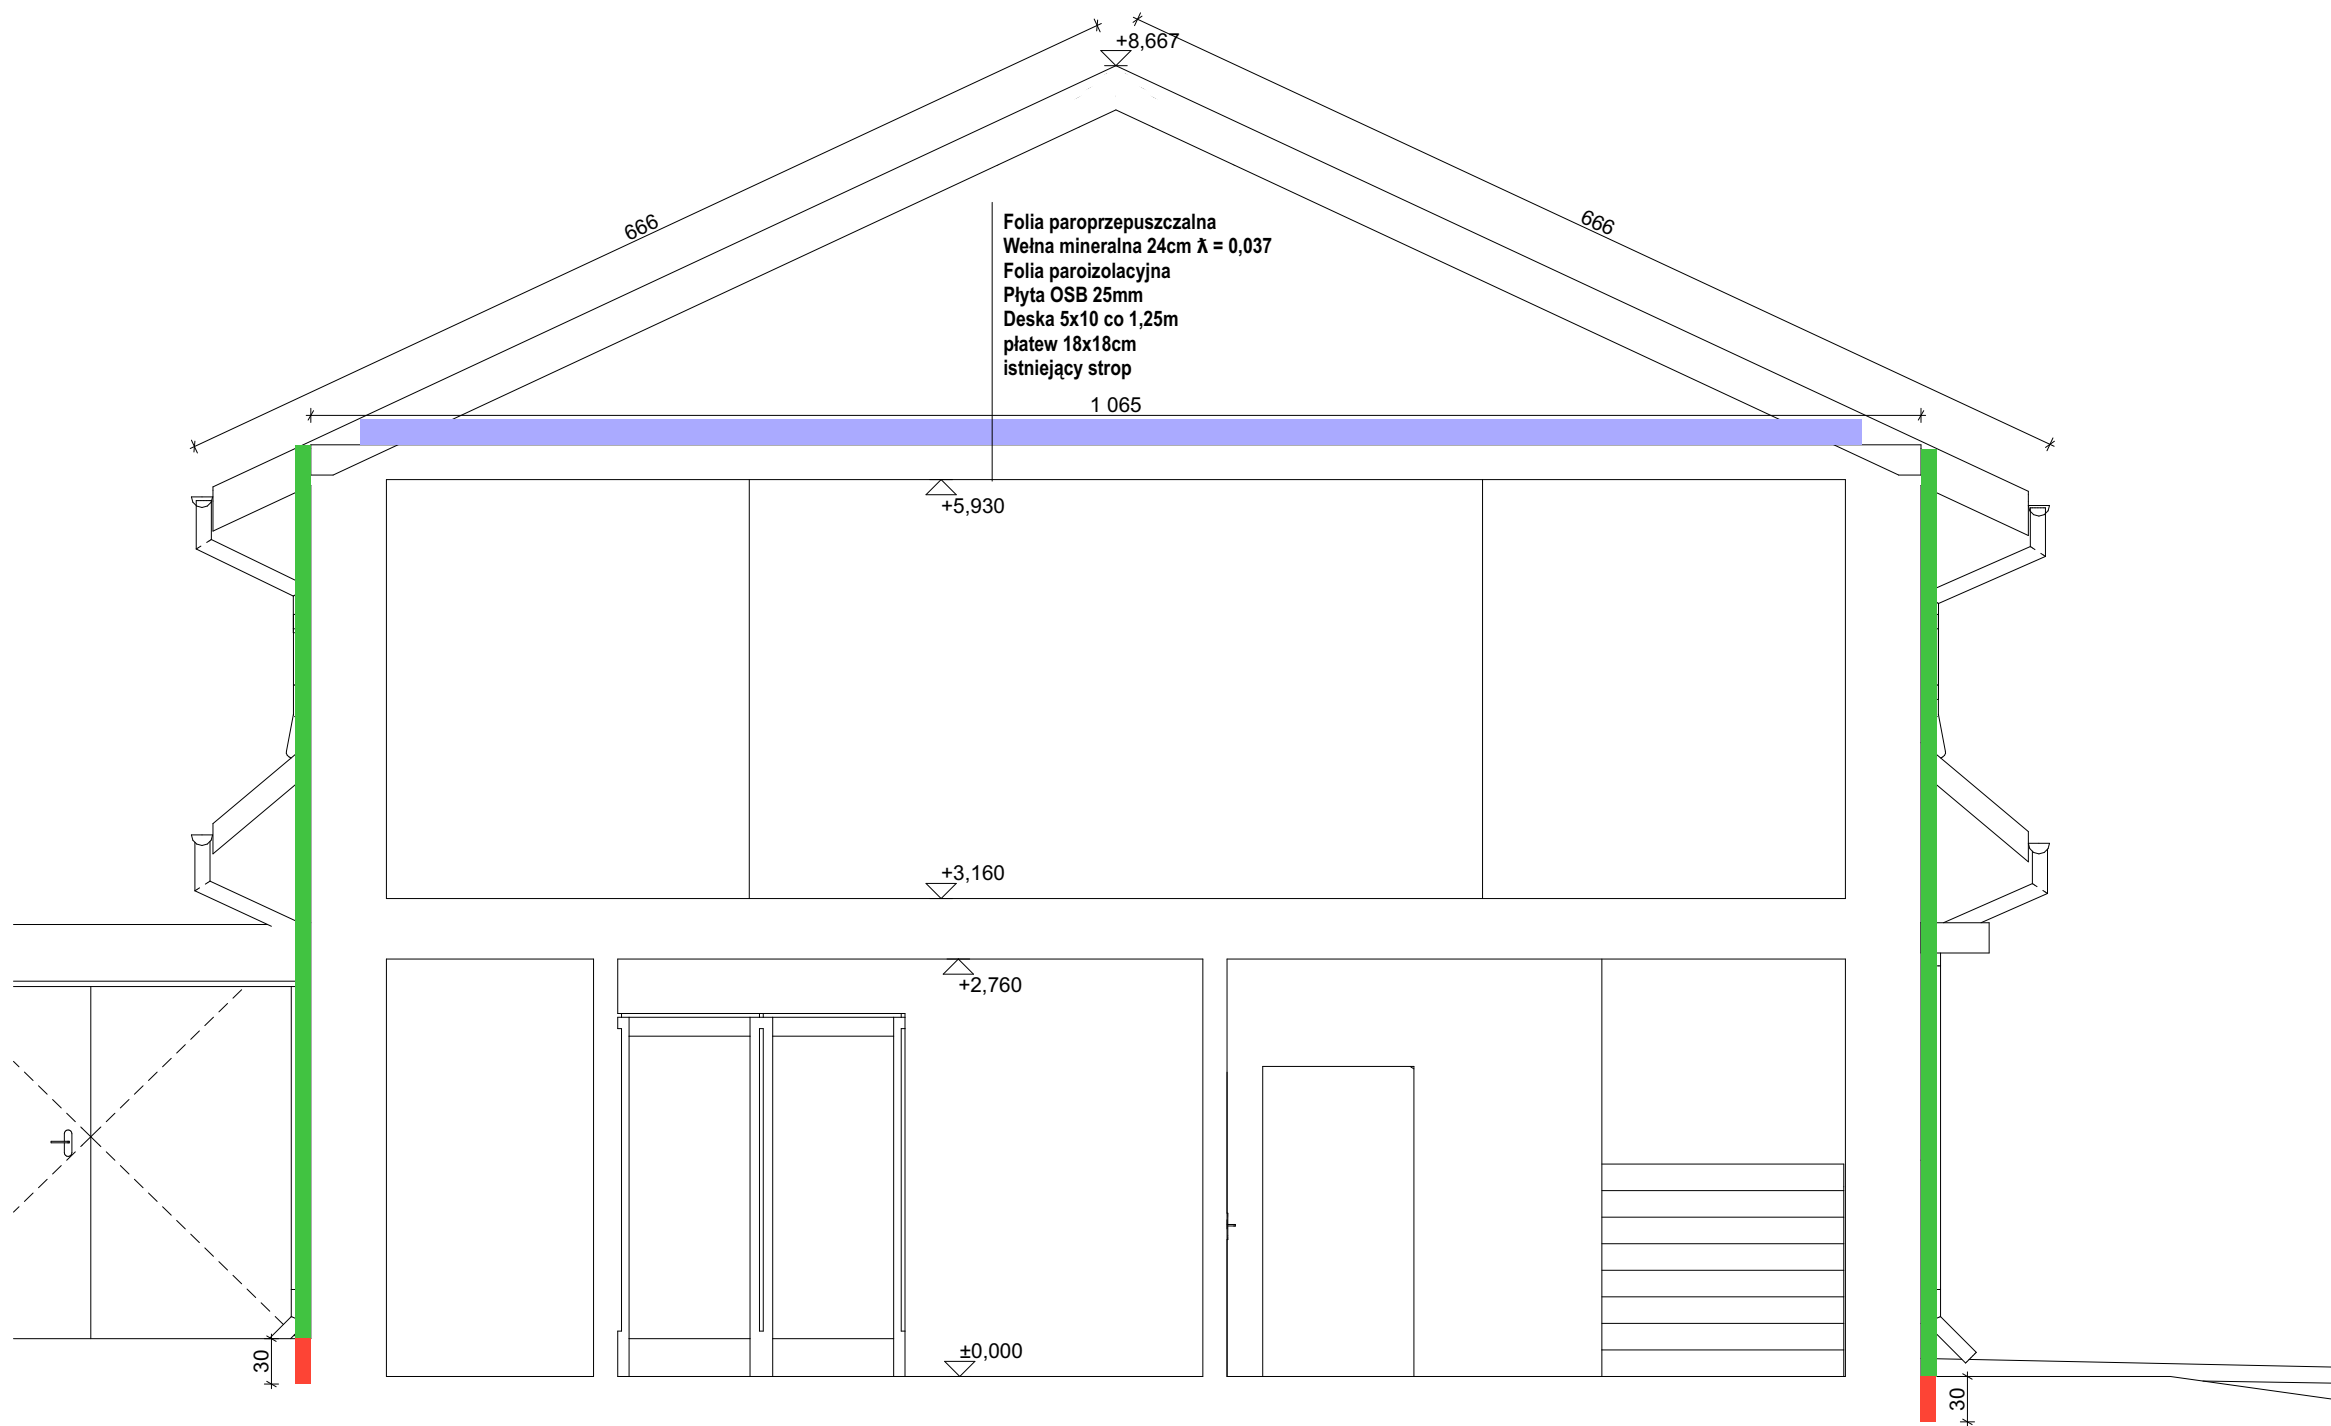 +8,667
666
666
Folia paroprzepuszczalna
Wełna mineralna 24cm ƛ = 0,037
Folia paroizolacyjna
Płyta OSB 25mm
Deska 5x10 co 1,25m
płatew 18x18cm
istniejący strop
1 065
+5,930
+3,160
+2,760
±0,000
30
30